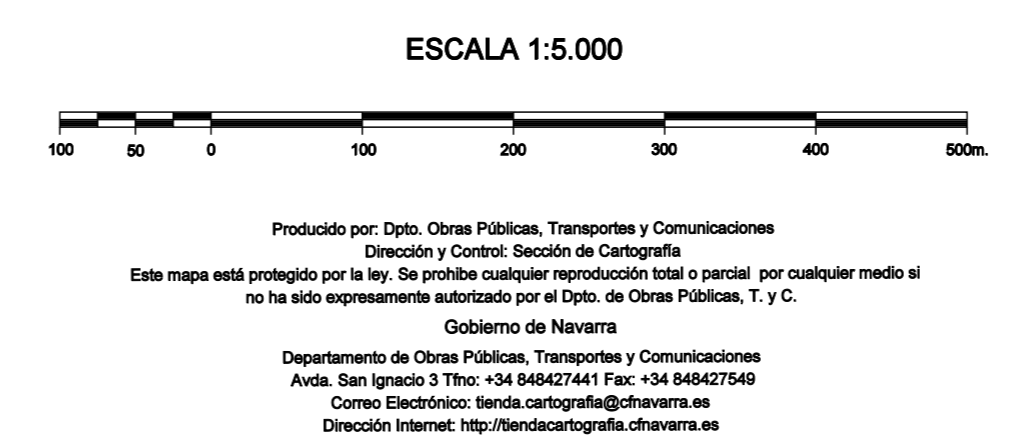 ESCALA 1:5.000
100 50 0 100 200 300 400 500m.
Producido por: Dpto. Obras Públicas, Transportes y Comunicaciones
Dirección y Control: Sección de Cartografía
Este mapa está protegido por la ley. Se prohibe cualquier reproducción total o parcial por cualquier medio si
no ha sido expresamente autorizado por el Dpto. de Obras Públicas, T. y C.
Gobierno de Navarra
Departamento de Obras Públicas, Transportes y Comunicaciones
Avda. San Ignacio 3 Tfno: +34 848427441 Fax: +34 848427549
Correo Electrónico: tienda.cartografia@cfnavarra.es
Dirección Internet: http://tiendacartografia.cfnavarra.es